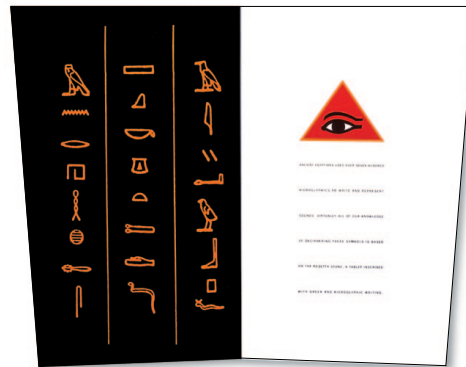 𓅓
𓈖
𓂋
𓉔
𓎛
𓐍
𓄡
𓋴
𓈙
𓈎
𓎡
𓎼
𓏏
𓍿
𓂧
𓆓
𓄿
𓇋
𓏭
𓂝
𓅱
𓃀
𓊪
𓆑
ANCIENT EGYPTIANS USED OVER SEVEN HUNDRED
HIEROGLYPHICS TO WRITE AND REPRESENT
SOUNDS. VIRTUALLY ALL OF OUR KNOWLEDGE
OF DECIPHERING THESE SYMBOLS IS BASED
ON THE ROSETTA STONE, A TABLET INSCRIBED
WITH GREEK AND HIEROGLYPHIC WRITING.